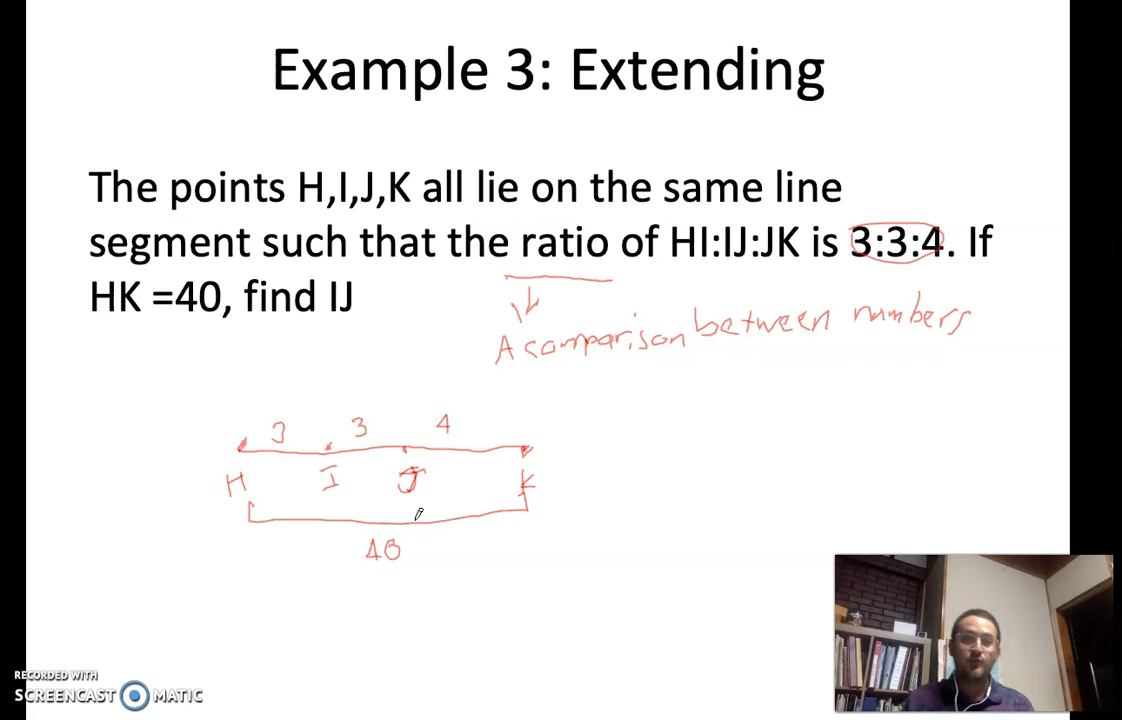 Example 3: Extending
The points H,I,J,K all lie on the same line
segment such that the ratio of HI:IJ:JK is 3:3:4. If
HK =40, find IJ
A comparison between numbers
3 3 4
H I J K
40
RECORDED WITH
SCREENCAST MATIC